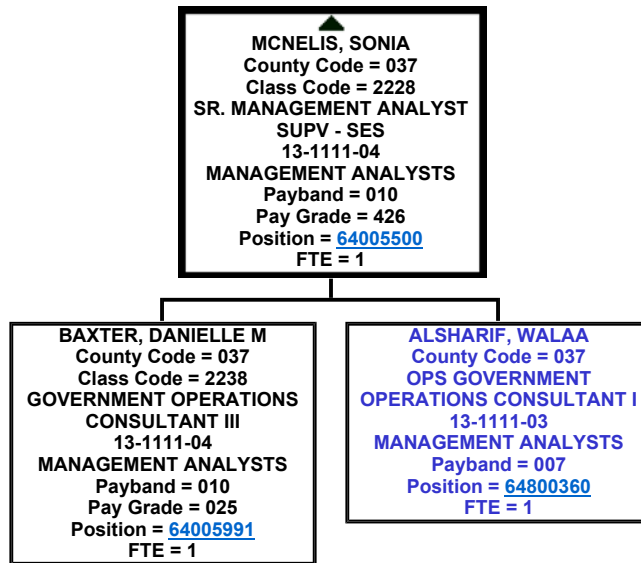 MCNELIS, SONIA
County Code = 037
Class Code = 2228
SR. MANAGEMENT ANALYST
SUPV - SES
13-1111-04
MANAGEMENT ANALYSTS
Payband = 010
Pay Grade = 426
Position = 64005500
FTE = 1
BAXTER, DANIELLE M
County Code = 037
Class Code = 2238
GOVERNMENT OPERATIONS
CONSULTANT III
13-1111-04
MANAGEMENT ANALYSTS
Payband = 010
Pay Grade = 025
Position = 64005991
FTE = 1
ALSHARIF, WALAA
County Code = 037
OPS GOVERNMENT
OPERATIONS CONSULTANT I
13-1111-03
MANAGEMENT ANALYSTS
Payband = 007
Position = 64800360
FTE = 1